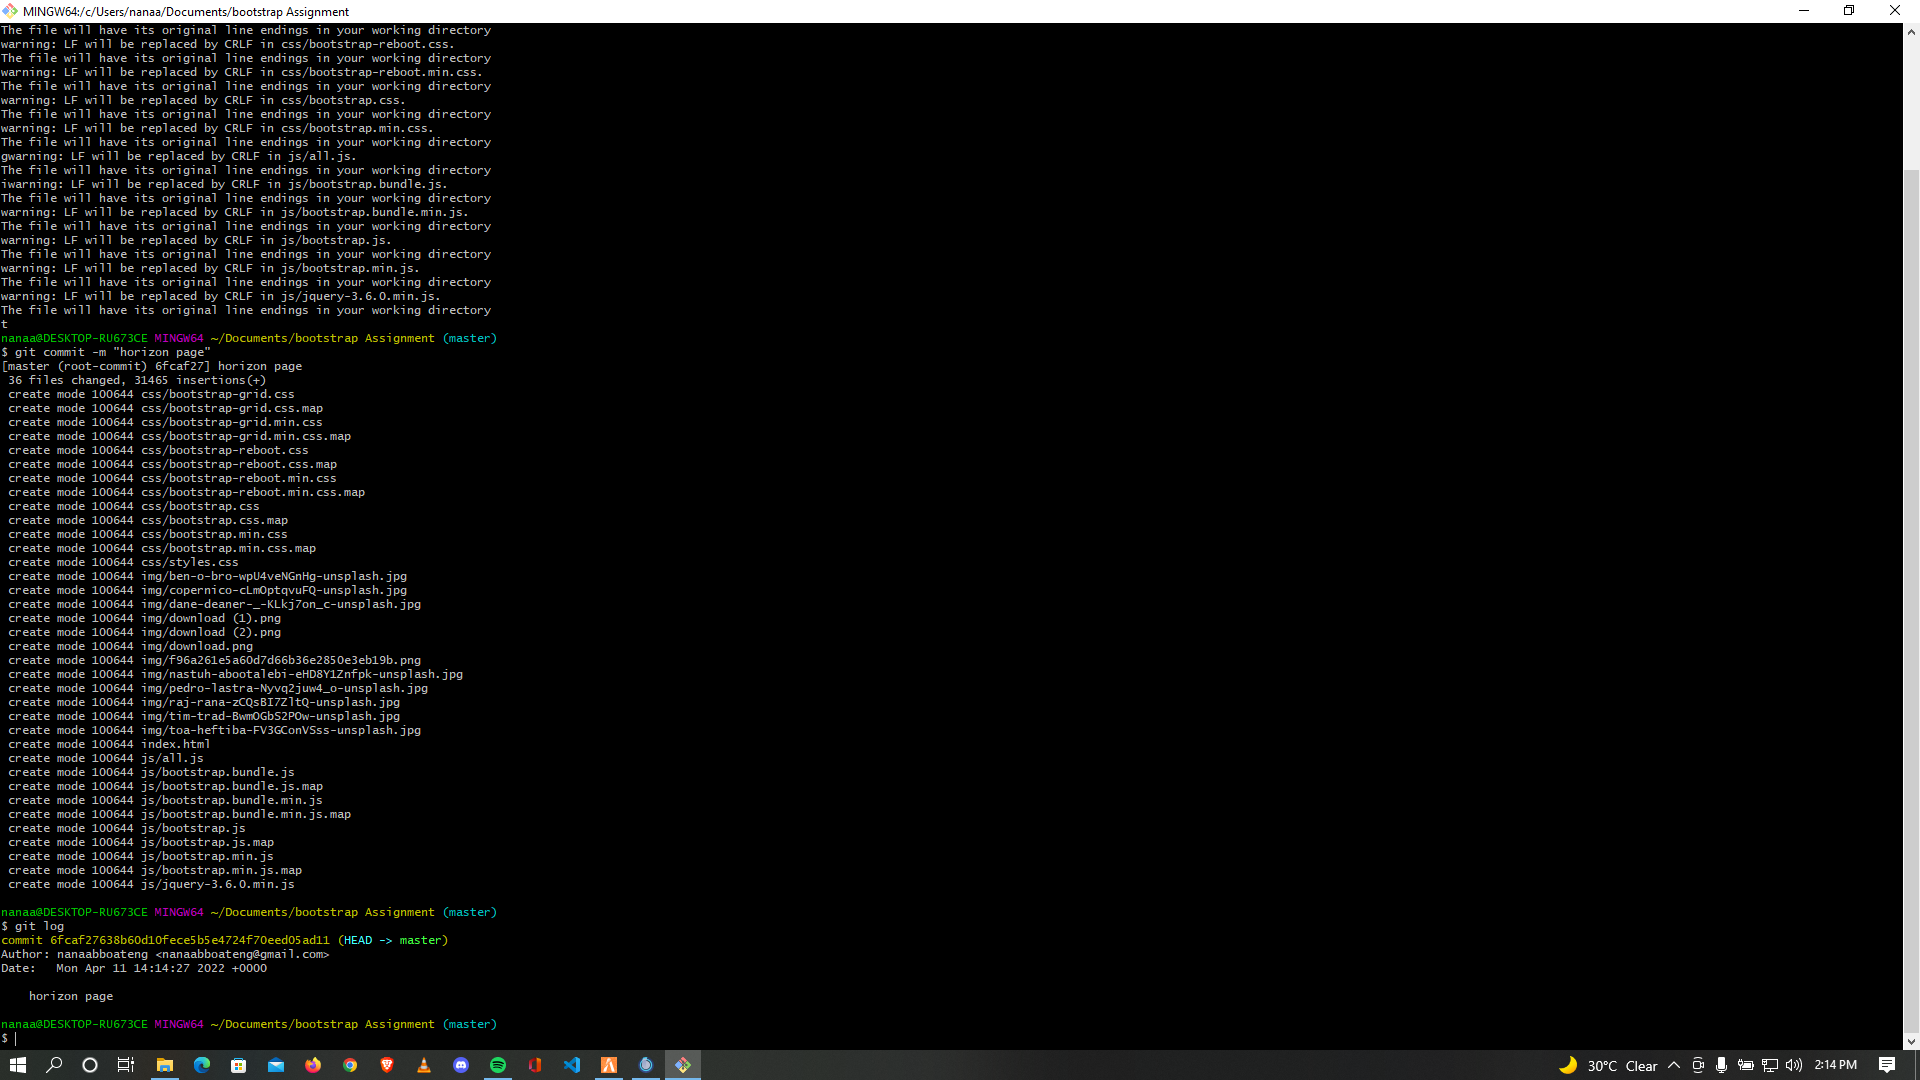 MINGW64:/c/Users/nanaa/Documents/bootstrap Assignment
The file will have its original line endings in your working directory
warning: LF will be replaced by CRLF in css/bootstrap-reboot.css.
The file will have its original line endings in your working directory
warning: LF will be replaced by CRLF in css/bootstrap-reboot.min.css.
The file will have its original line endings in your working directory
warning: LF will be replaced by CRLF in css/bootstrap.css.
The file will have its original line endings in your working directory
warning: LF will be replaced by CRLF in css/bootstrap.min.css.
The file will have its original line endings in your working directory
gwarning: LF will be replaced by CRLF in js/all.js.
The file will have its original line endings in your working directory
iwarning: LF will be replaced by CRLF in js/bootstrap.bundle.js.
The file will have its original line endings in your working directory
warning: LF will be replaced by CRLF in js/bootstrap.bundle.min.js.
The file will have its original line endings in your working directory
warning: LF will be replaced by CRLF in js/bootstrap.js.
The file will have its original line endings in your working directory
warning: LF will be replaced by CRLF in js/bootstrap.min.js.
The file will have its original line endings in your working directory
warning: LF will be replaced by CRLF in js/jquery-3.6.0.min.js.
The file will have its original line endings in your working directory
t
nanaa@DESKTOP-RU673CE MINGW64 ~/Documents/bootstrap Assignment (master)
$ git commit -m "horizon page"
[master (root-commit) 6fcaf27] horizon page
36 files changed, 31465 insertions(+)
create mode 100644 css/bootstrap-grid.css
create mode 100644 css/bootstrap-grid.css.map
create mode 100644 css/bootstrap-grid.min.css
create mode 100644 css/bootstrap-grid.min.css.map
create mode 100644 css/bootstrap-reboot.css
create mode 100644 css/bootstrap-reboot.css.map
create mode 100644 css/bootstrap-reboot.min.css
create mode 100644 css/bootstrap-reboot.min.css.map
create mode 100644 css/bootstrap.css
create mode 100644 css/bootstrap.css.map
create mode 100644 css/bootstrap.min.css
create mode 100644 css/bootstrap.min.css.map
create mode 100644 css/styles.css
create mode 100644 img/ben-o-bro-wpU4veNGnHg-unsplash.jpg
create mode 100644 img/copernico-cLmOptqvuFQ-unsplash.jpg
create mode 100644 img/dane-deaner-_-KLkj7on_c-unsplash.jpg
create mode 100644 img/download (1).png
create mode 100644 img/download (2).png
create mode 100644 img/download.png
create mode 100644 img/f96a261e5a60d7d66b36e2850e3eb19b.png
create mode 100644 img/nastuh-abootalebi-eHD8Y1Znfpk-unsplash.jpg
create mode 100644 img/pedro-lastra-Nyvq2juw4_o-unsplash.jpg
create mode 100644 img/raj-rana-zCQsBI7ZltQ-unsplash.jpg
create mode 100644 img/tim-trad-BwmOGbS2POw-unsplash.jpg
create mode 100644 img/toa-heftiba-FV3GConVSss-unsplash.jpg
create mode 100644 index.html
create mode 100644 js/all.js
create mode 100644 js/bootstrap.bundle.js
create mode 100644 js/bootstrap.bundle.js.map
create mode 100644 js/bootstrap.bundle.min.js
create mode 100644 js/bootstrap.bundle.min.js.map
create mode 100644 js/bootstrap.js
create mode 100644 js/bootstrap.js.map
create mode 100644 js/bootstrap.min.js
create mode 100644 js/bootstrap.min.js.map
create mode 100644 js/jquery-3.6.0.min.js
nanaa@DESKTOP-RU673CE MINGW64 ~/Documents/bootstrap Assignment (master)
$ git log
commit 6fcaf27638b60d10fece5b5e4724f70eed05ad11 (HEAD -> master)
Author: nanaabboateng <nanaabboateng@gmail.com>
Date:   Mon Apr 11 14:14:27 2022 +0000
horizon page
nanaa@DESKTOP-RU673CE MINGW64 ~/Documents/bootstrap Assignment (master)
$
30°C Clear 2:14 PM